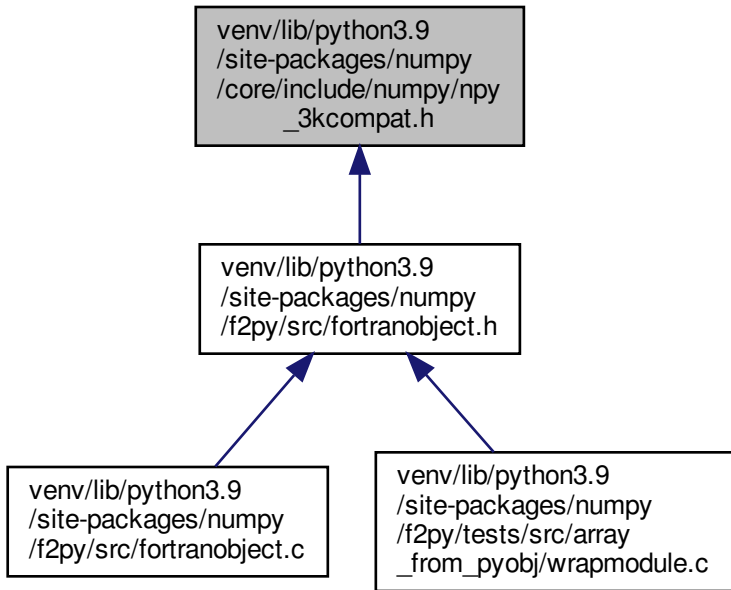 venv/lib/python3.9
/site-packages/numpy
/core/include/numpy/npy
_3kcompat.h
venv/lib/python3.9
/site-packages/numpy
/f2py/src/fortranobject.h
venv/lib/python3.9
/site-packages/numpy
/f2py/src/fortranobject.c
venv/lib/python3.9
/site-packages/numpy
/f2py/tests/src/array
_from_pyobj/wrapmodule.c